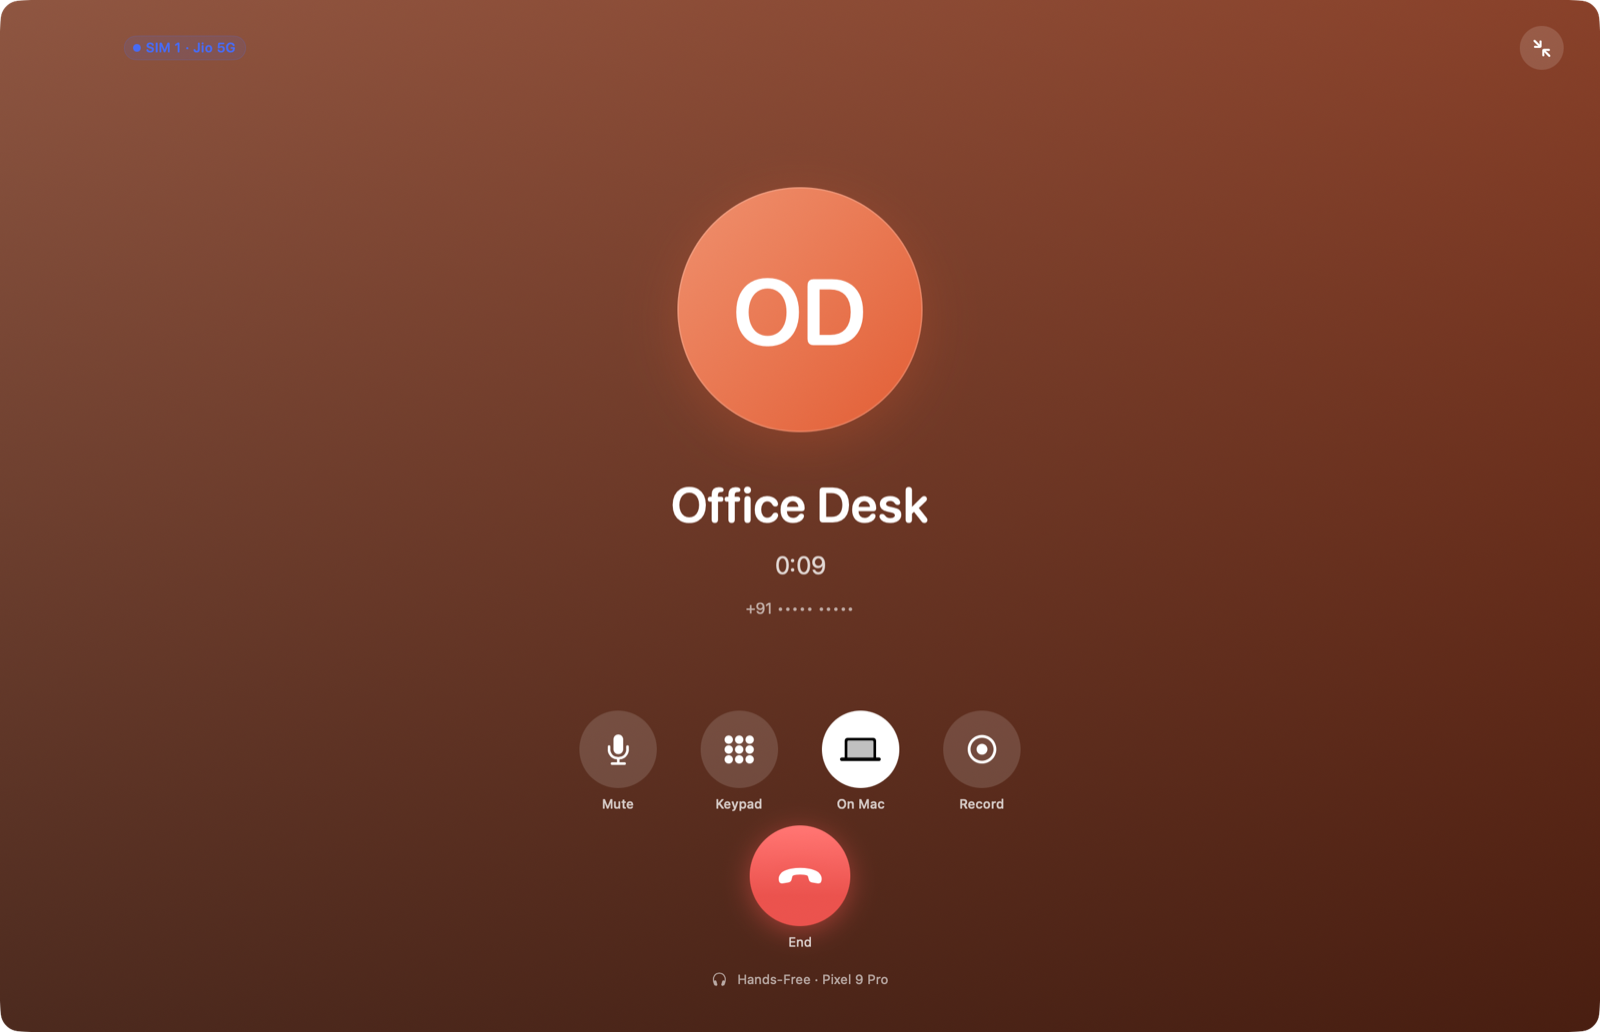 SIM 1 · Jio 5G
OD
Office Desk
0:09
+91 ••••• •••••
Mute
Keypad
On Mac
Record
End
Hands-Free · Pixel 9 Pro